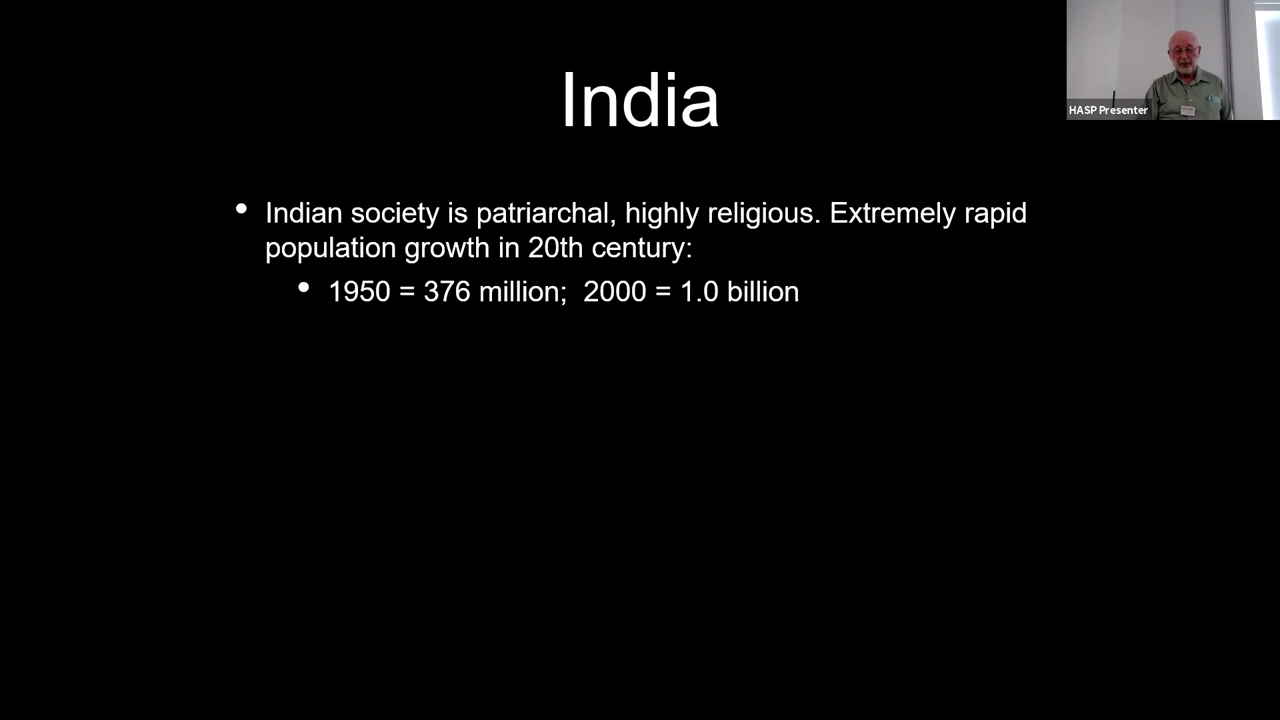 India
HASP Presenter
• Indian society is patriarchal, highly religious. Extremely rapid
population growth in 20th century:
• 1950 = 376 million;  2000 = 1.0 billion